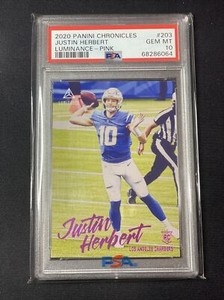 2020 PANINI CHRONICLES #203
JUSTIN HERBERT GEM MT
LUMINANCE-PINK 10
PSA 68286064
10
Justin
Herbert
LOS ANGELES CHARGERS
PSA